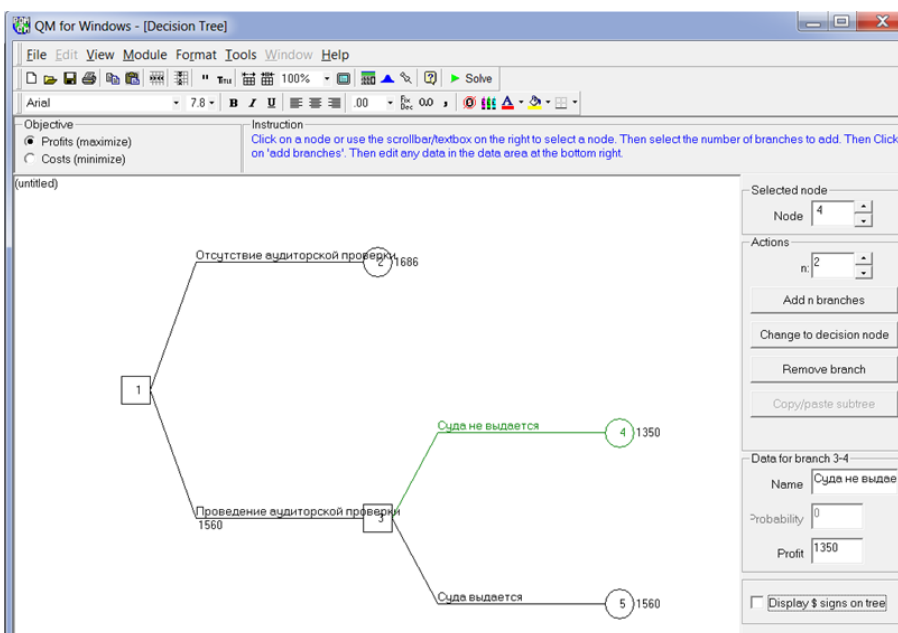 QM for Windows - [Decision Tree]
File Edit View Module Format Tools Window Help
100% Solve
Arial 7.8 B I U .00 Fix Dec 0.0 ,
Objective
Profits (maximize)
Costs (minimize)
Instruction
Click on a node or use the scrollbar/textbox on the right to select a node. Then select the number of branches to add. Then Click
on 'add branches'. Then edit any data in the data area at the bottom right.
(untitled)
Отсутствие аудиторской проверки 2 1686
1
Суда не выдается 4 1350
Проведение аудиторской проверки 3
1560
Суда выдается 5 1560
Selected node
Node 4
Actions
n: 2
Add n branches
Change to decision node
Remove branch
Copy/paste subtree
Data for branch 3-4
Name Суда не выдае
Probability 0
Profit 1350
Display $ signs on tree